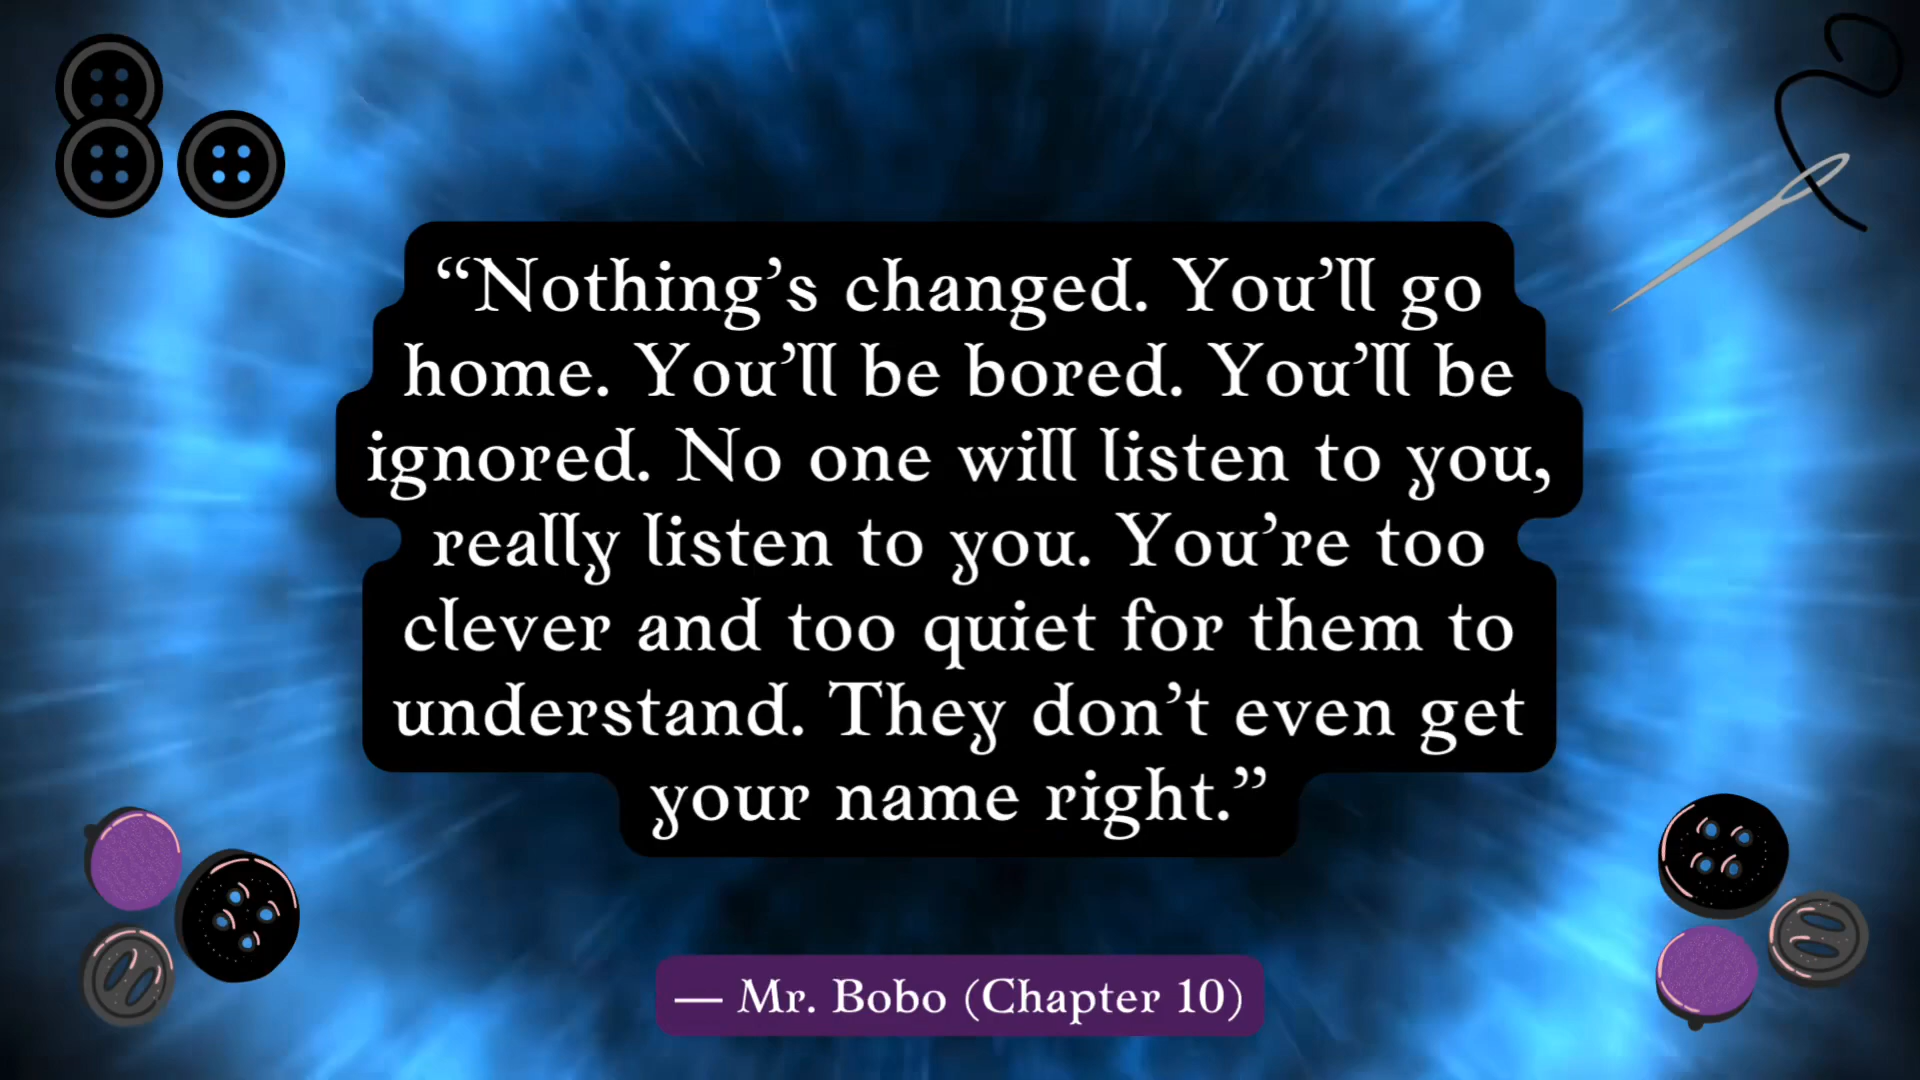 “Nothing’s changed. You’ll go
home. You’ll be bored. You’ll be
ignored. No one will listen to you,
really listen to you. You’re too
clever and too quiet for them to
understand. They don’t even get
your name right.”
— Mr. Bobo (Chapter 10)